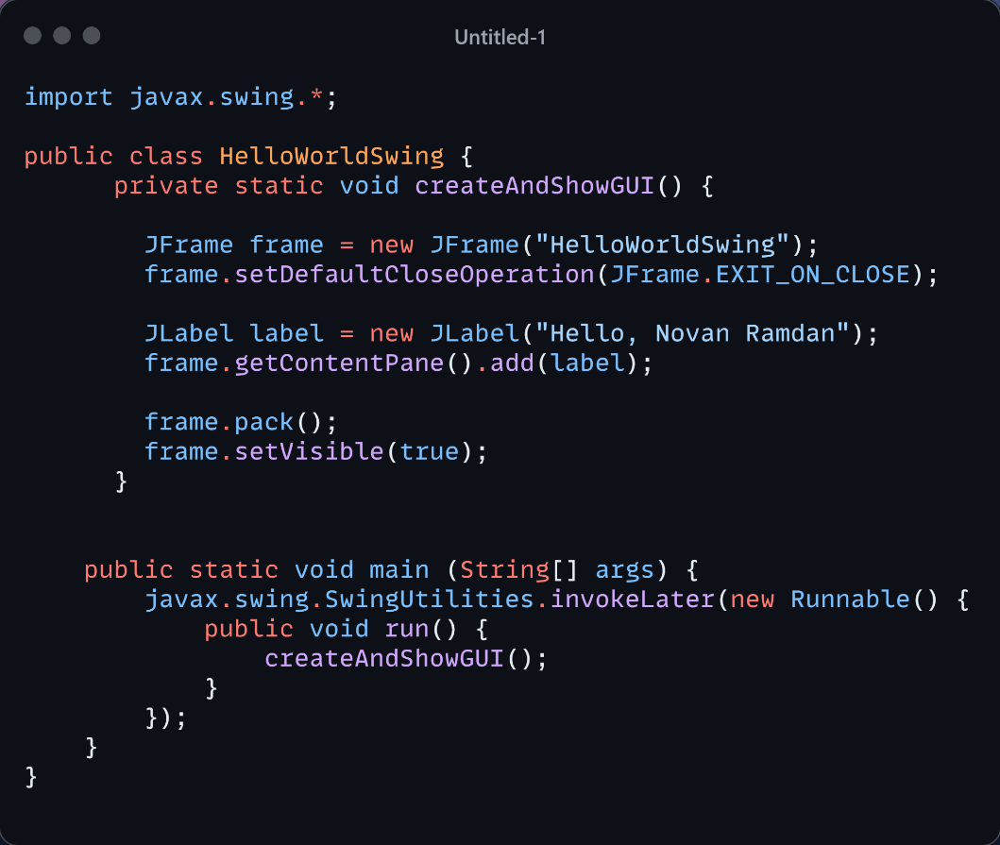 Untitled-1
import javax.swing.*;
public class HelloWorldSwing {
private static void createAndShowGUI() {
JFrame frame = new JFrame("HelloWorldSwing");
frame.setDefaultCloseOperation(JFrame.EXIT_ON_CLOSE);
JLabel label = new JLabel("Hello, Novan Ramdan");
frame.getContentPane().add(label);
frame.pack();
frame.setVisible(true);
}
public static void main (String[] args) {
javax.swing.SwingUtilities.invokeLater(new Runnable() {
public void run() {
createAndShowGUI();
}
});
}
}